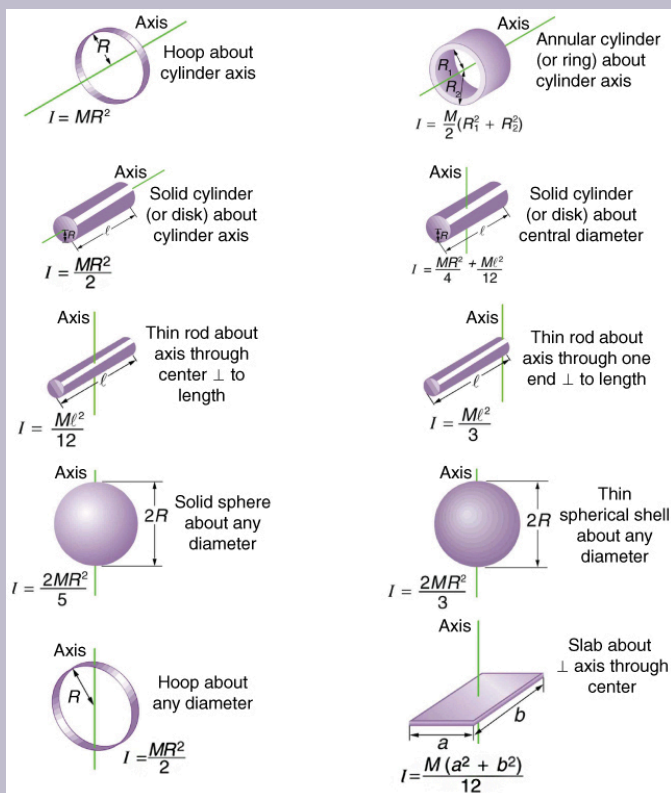 Axis
R
Hoop about
cylinder axis
I = MR²
Axis
R₁
R₂
Annular cylinder
(or ring) about
cylinder axis
I = M/2 (R₁² + R₂²)
Axis
R
ℓ
Solid cylinder
(or disk) about
cylinder axis
I = MR²/2
Axis
R
ℓ
Solid cylinder
(or disk) about
central diameter
I = MR²/4 + Mℓ²/12
Axis
ℓ
Thin rod about
axis through
center ⊥ to
length
I = Mℓ²/12
Axis
ℓ
Thin rod about
axis through one
end ⊥ to length
I = Mℓ²/3
Axis
2R
Solid sphere
about any
diameter
I = 2MR²/5
Axis
2R
Thin
spherical shell
about any
diameter
I = 2MR²/3
Axis
R
Hoop about
any diameter
I = MR²/2
Axis
Slab about
⊥ axis through
center
a
b
I = M (a² + b²)/12